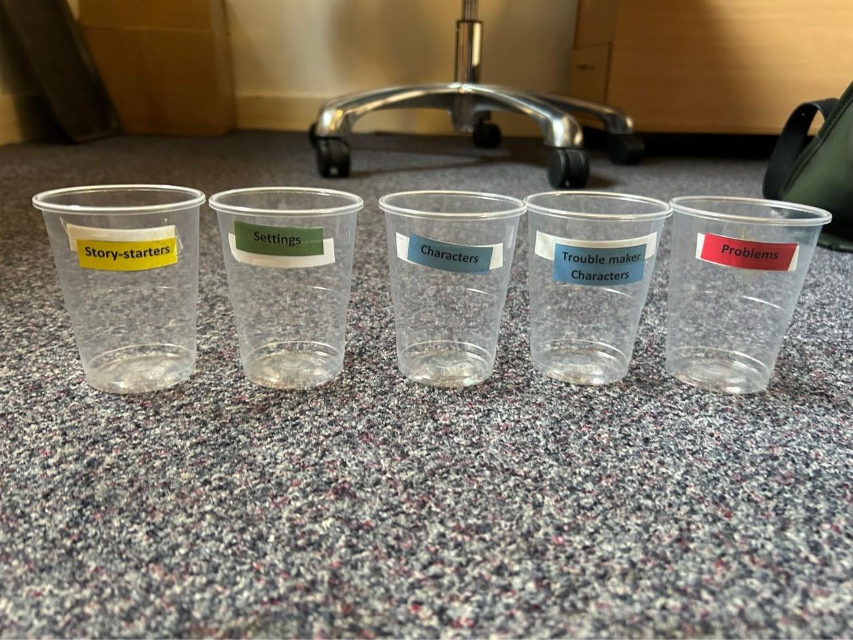 Story-starters
Settings
Characters
Trouble maker
Characters
Problems